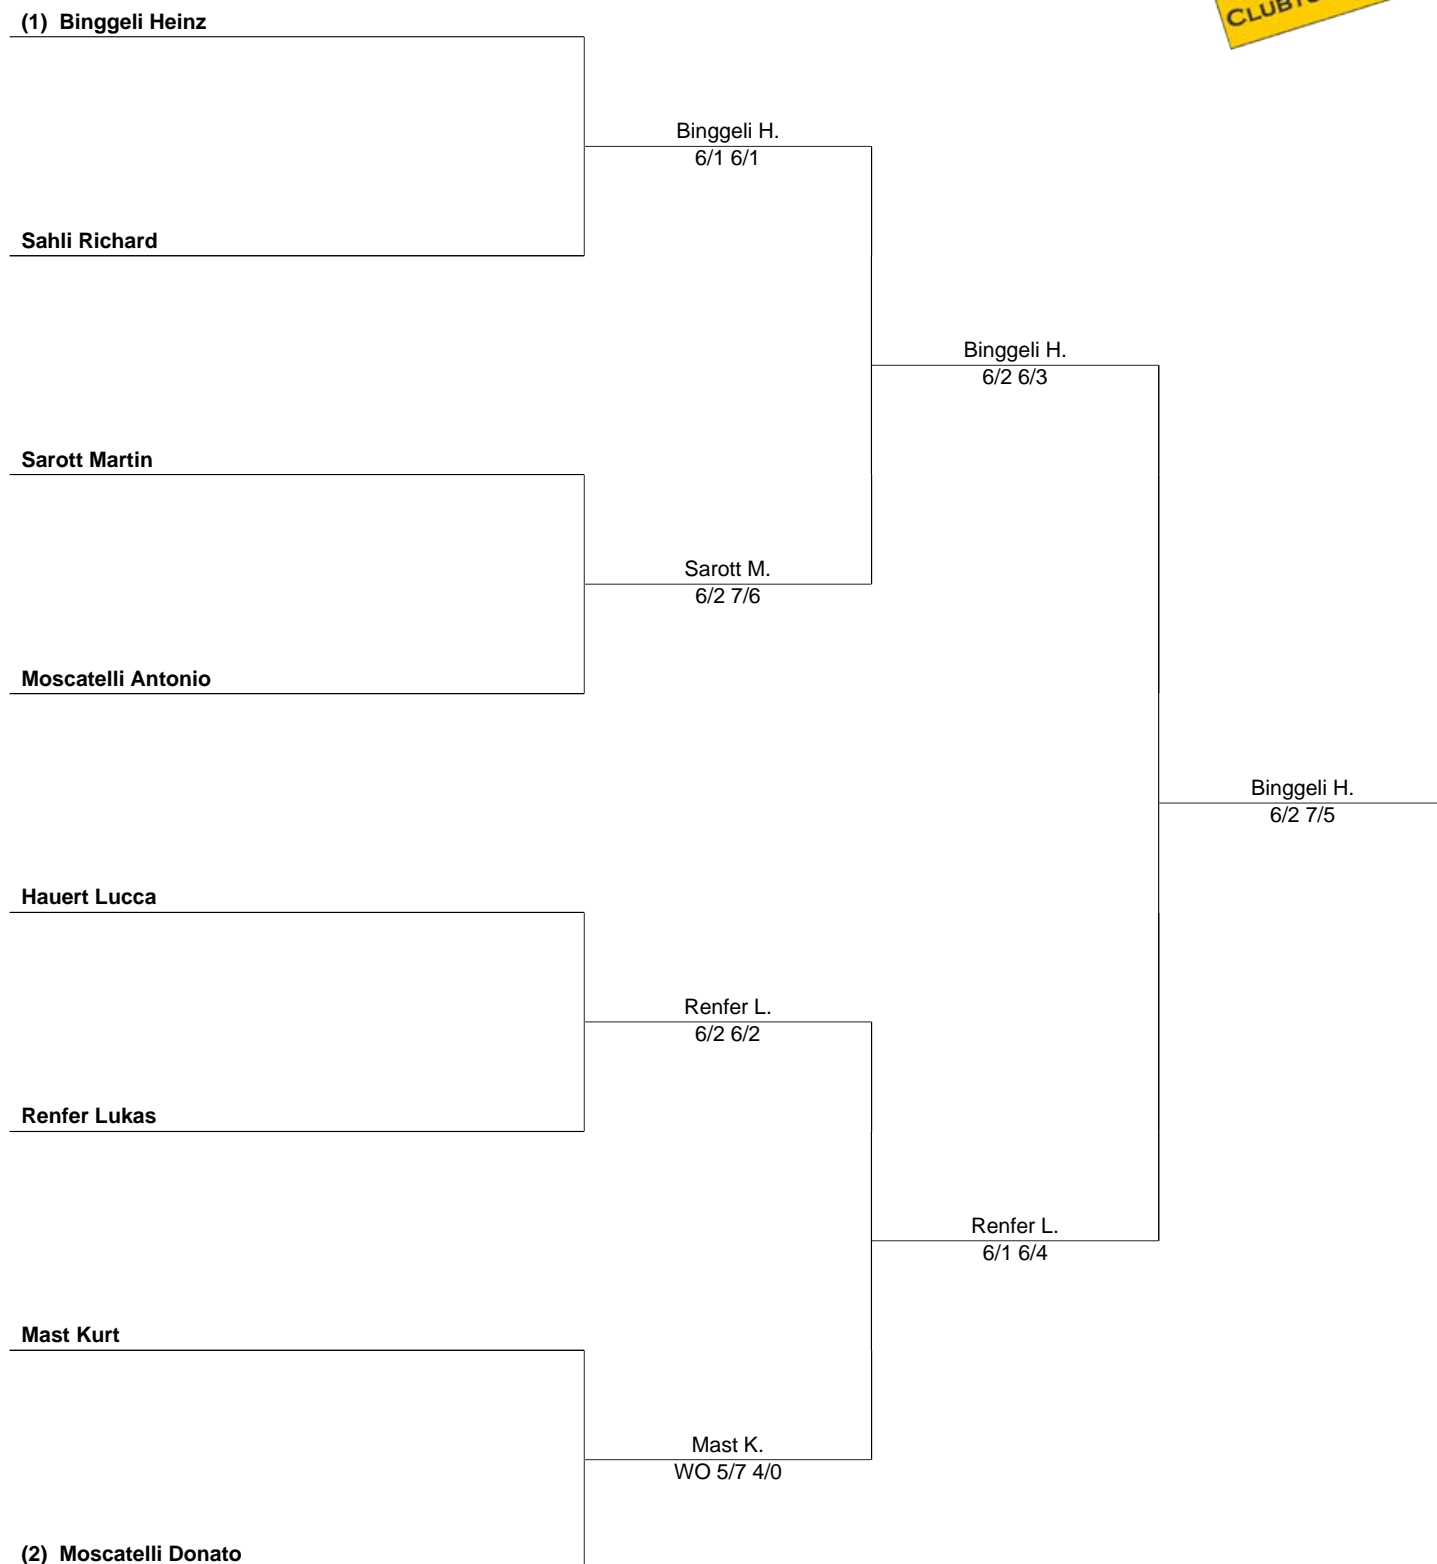 (1) Binggeli Heinz
Binggeli H.
6/1 6/1
Sahli Richard
Binggeli H.
6/2 6/3
Sarott Martin
Sarott M.
6/2 7/6
Moscatelli Antonio
Binggeli H.
6/2 7/5
Hauert Lucca
Renfer L.
6/2 6/2
Renfer Lukas
Renfer L.
6/1 6/4
Mast Kurt
Mast K.
WO 5/7 4/0
(2) Moscatelli Donato